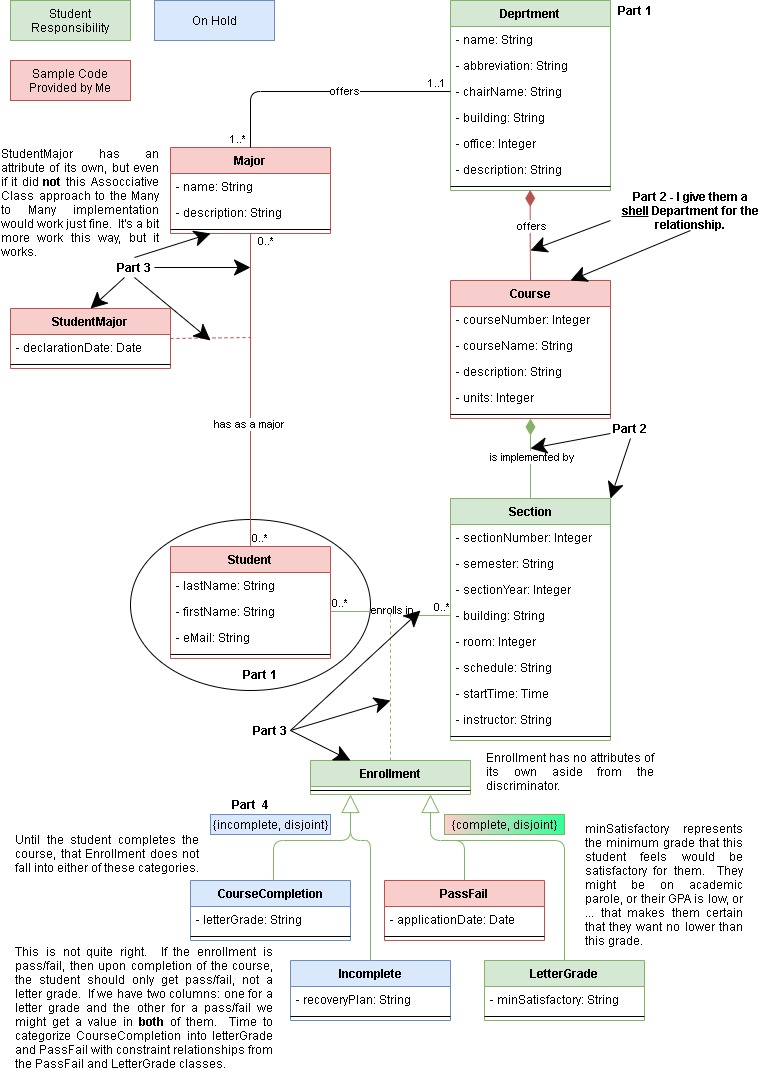 Student
Responsibility
On Hold
Sample Code
Provided by Me
Deprtment
- name: String
- abbreviation: String
- chairName: String
- building: String
- office: Integer
- description: String
Part 1
offers
1..1
1..*
StudentMajor has an
attribute of its own, but even
if it did not this Assocciative
Class approach to the Many
to Many implementation
would work just fine. It's a bit
more work this way, but it
works.
Major
- name: String
- description: String
0..*
Part 3
StudentMajor
- declarationDate: Date
offers
Part 2 - I give them a
shell Department for the
relationship.
Course
- courseNumber: Integer
- courseName: String
- description: String
- units: Integer
has as a major
Part 2
is implemented by
Section
- sectionNumber: Integer
- semester: String
- sectionYear: Integer
- building: String
- room: Integer
- schedule: String
- startTime: Time
- instructor: String
0..*
Student
- lastName: String
- firstName: String
- eMail: String
0..*
enrolls in
0..*
Part 1
Part 3
Enrollment
Enrollment has no attributes of
its own aside from the
discriminator.
Part 4
{incomplete, disjoint}
{complete, disjoint}
Until the student completes the
course, that Enrollment does not
fall into either of these categories.
minSatisfactory represents
the minimum grade that this
student feels would be
satisfactory for them. They
might be on academic
parole, or their GPA is low, or
... that makes them certain
that they want no lower than
this grade.
CourseCompletion
- letterGrade: String
PassFail
- applicationDate: Date
This is not quite right. If the enrollment is
pass/fail, then upon completion of the course,
the student should only get pass/fail, not a
letter grade. If we have two columns: one for a
letter grade and the other for a pass/fail we
might get a value in both of them. Time to
categorize CourseCompletion into letterGrade
and PassFail with constraint relationships from
the PassFail and LetterGrade classes.
Incomplete
- recoveryPlan: String
LetterGrade
- minSatisfactory: String